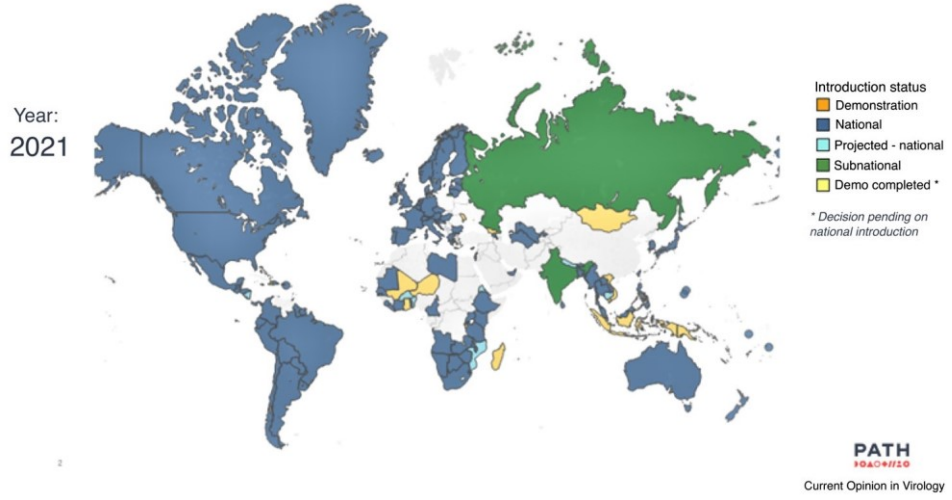 Year:
2021
Introduction status
Demonstration
National
Projected - national
Subnational
Demo completed *
* Decision pending on
national introduction
2
PATH
Current Opinion in Virology